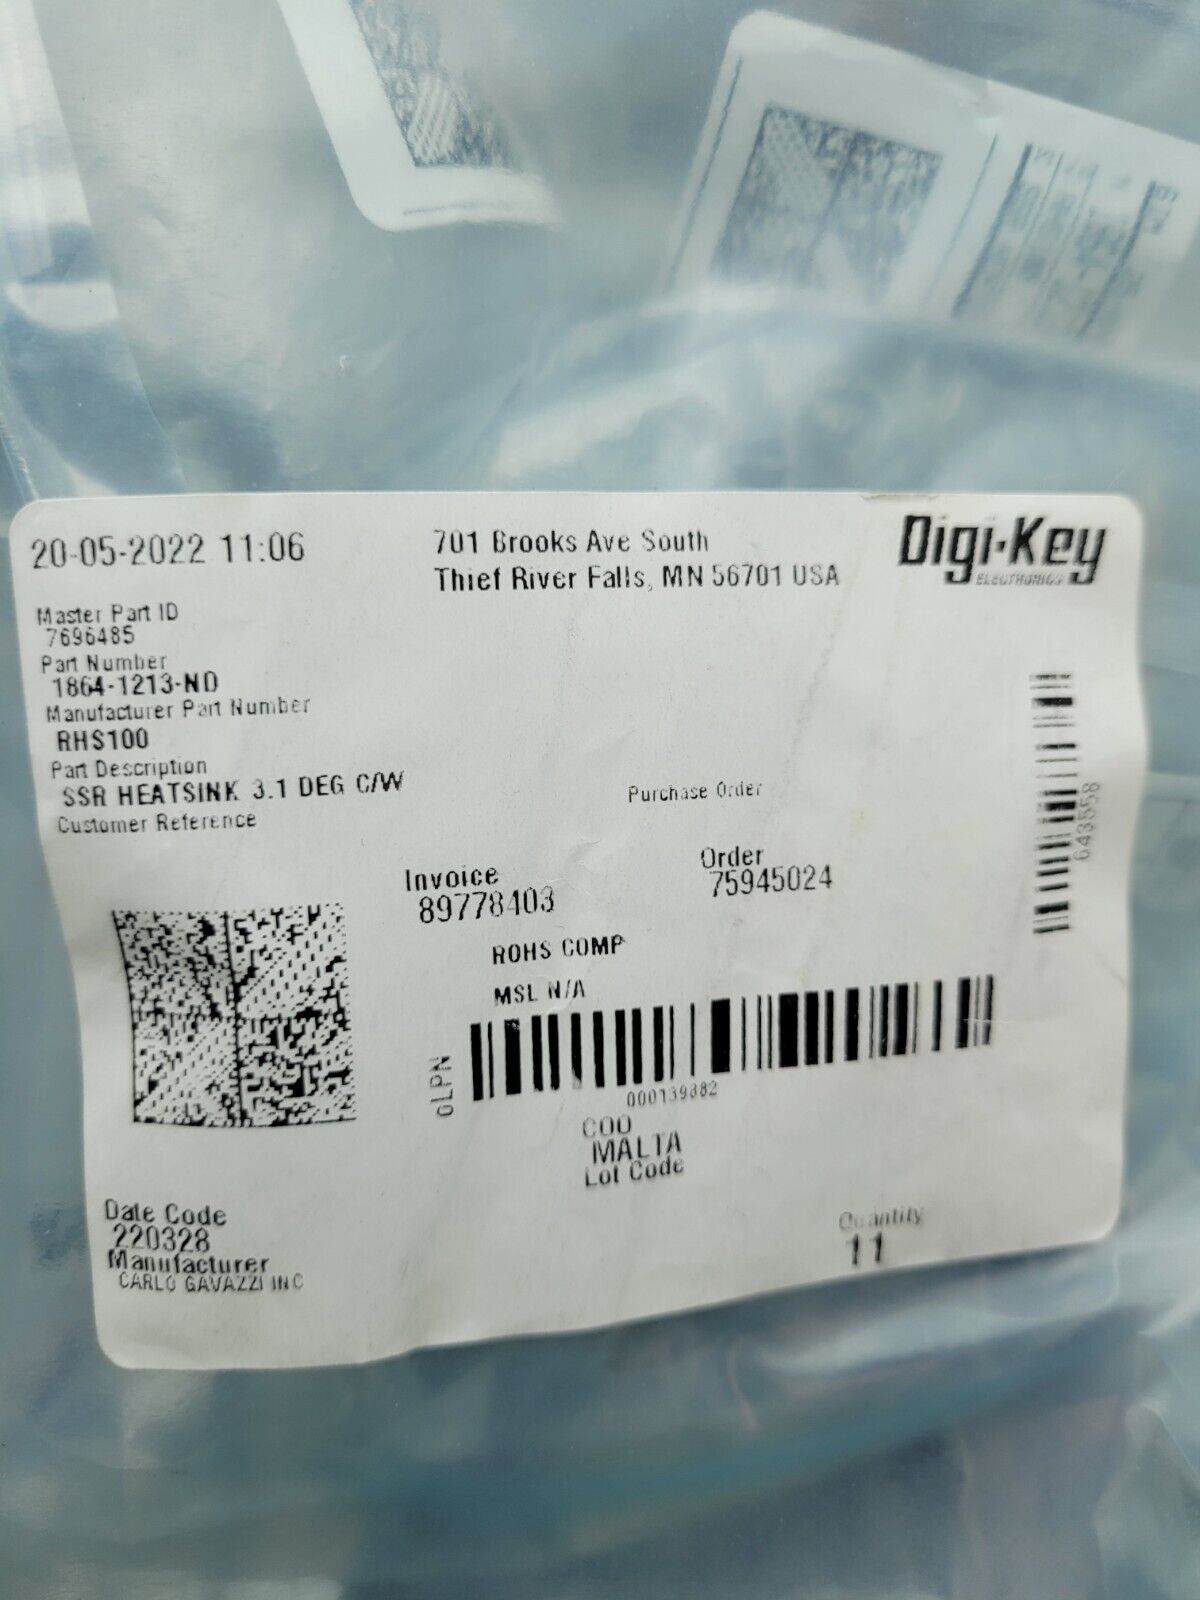 20-05-2022 11:06
701 Brooks Ave South
Thief River Falls, MN 56701 USA
Digi-Key
ELECTRONICS
Master Part ID
7696485
Part Number
1864-1213-ND
Manufacturer Part Number
RHS100
Part Description
SSR HEATSINK 3.1 DEG C/W
Customer Reference
Purchase Order
Invoice
89778403
Order
75945024
643558
ROHS COMP
MSL N/A
oLPN
000139882
COO
MALTA
Lot Code
Date Code
220328
Manufacturer
CARLO GAVAZZI INC
Quantity
11